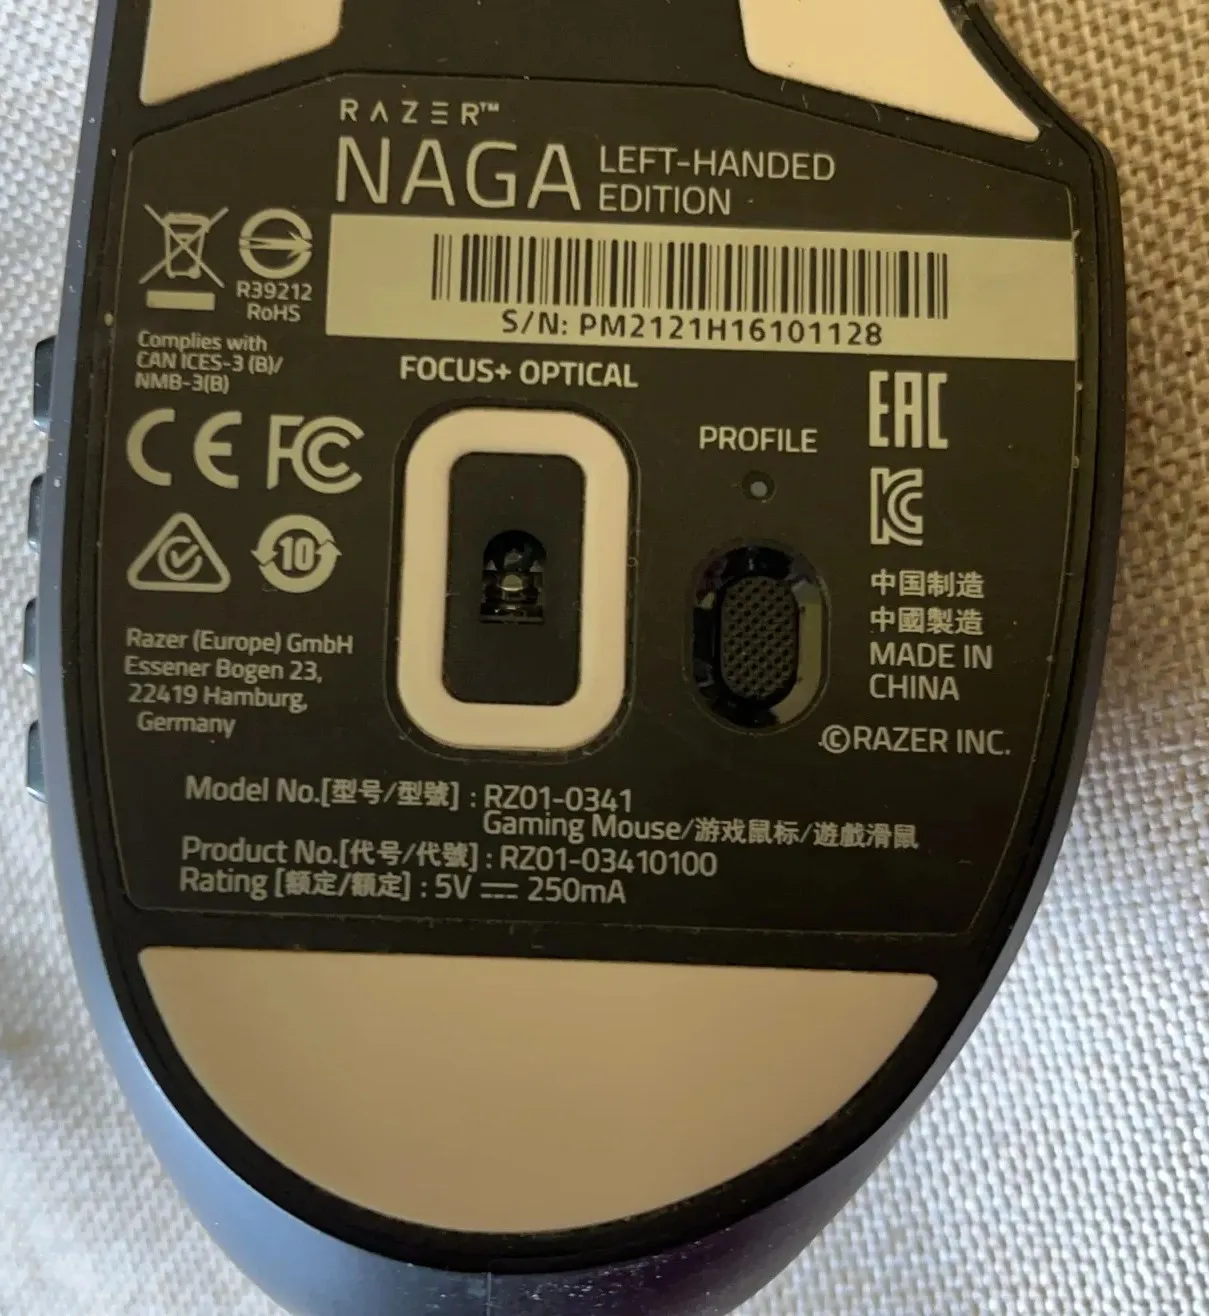 RAZER™
NAGA LEFT-HANDED
EDITION
R39212
RoHS
S/N: PM2121H16101128
Complies with
CAN ICES-3 (B)/
NMB-3(B)
FOCUS+ OPTICAL
CE FC
PROFILE
EAC
KC
10
中国制造
中國製造
MADE IN
CHINA
Razer (Europe) GmbH
Essener Bogen 23,
22419 Hamburg,
Germany
©RAZER INC.
Model No.[型号/型號] : RZ01-0341
Gaming Mouse/游戏鼠标/遊戲滑鼠
Product No.[代号/代號] : RZ01-03410100
Rating [额定/額定] : 5V ⎓ 250mA